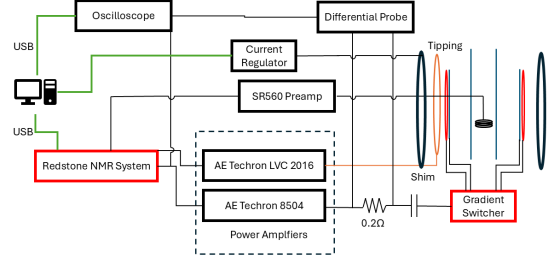 Oscilloscope
Differential Probe
USB
Current
Regulator
Tipping
SR560 Preamp
USB
Redstone NMR System
AE Techron LVC 2016
Shim
AE Techron 8504
Gradient
Switcher
0.2Ω
Power Amplfiers